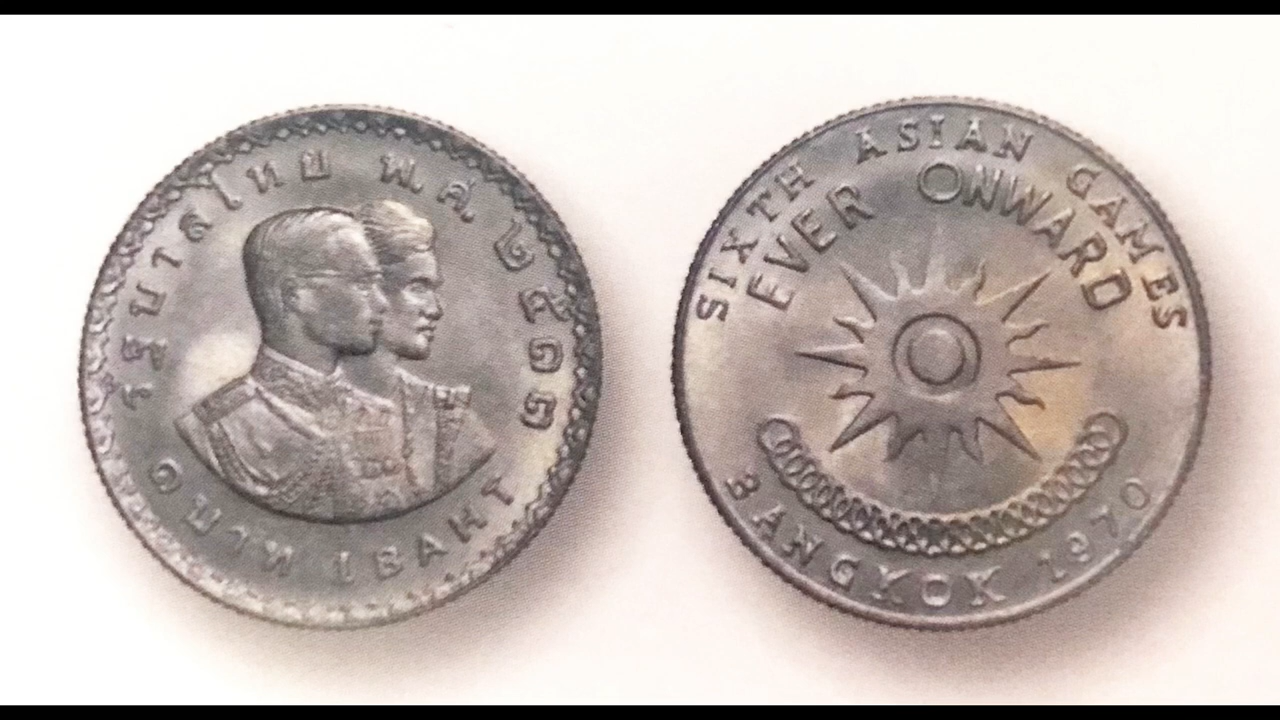 รัฐบาลไทย พ.ศ. ๒๕๑๓
๑ บาท 1 BAHT
SIXTH ASIAN GAMES
EVER ONWARD
BANGKOK 1970